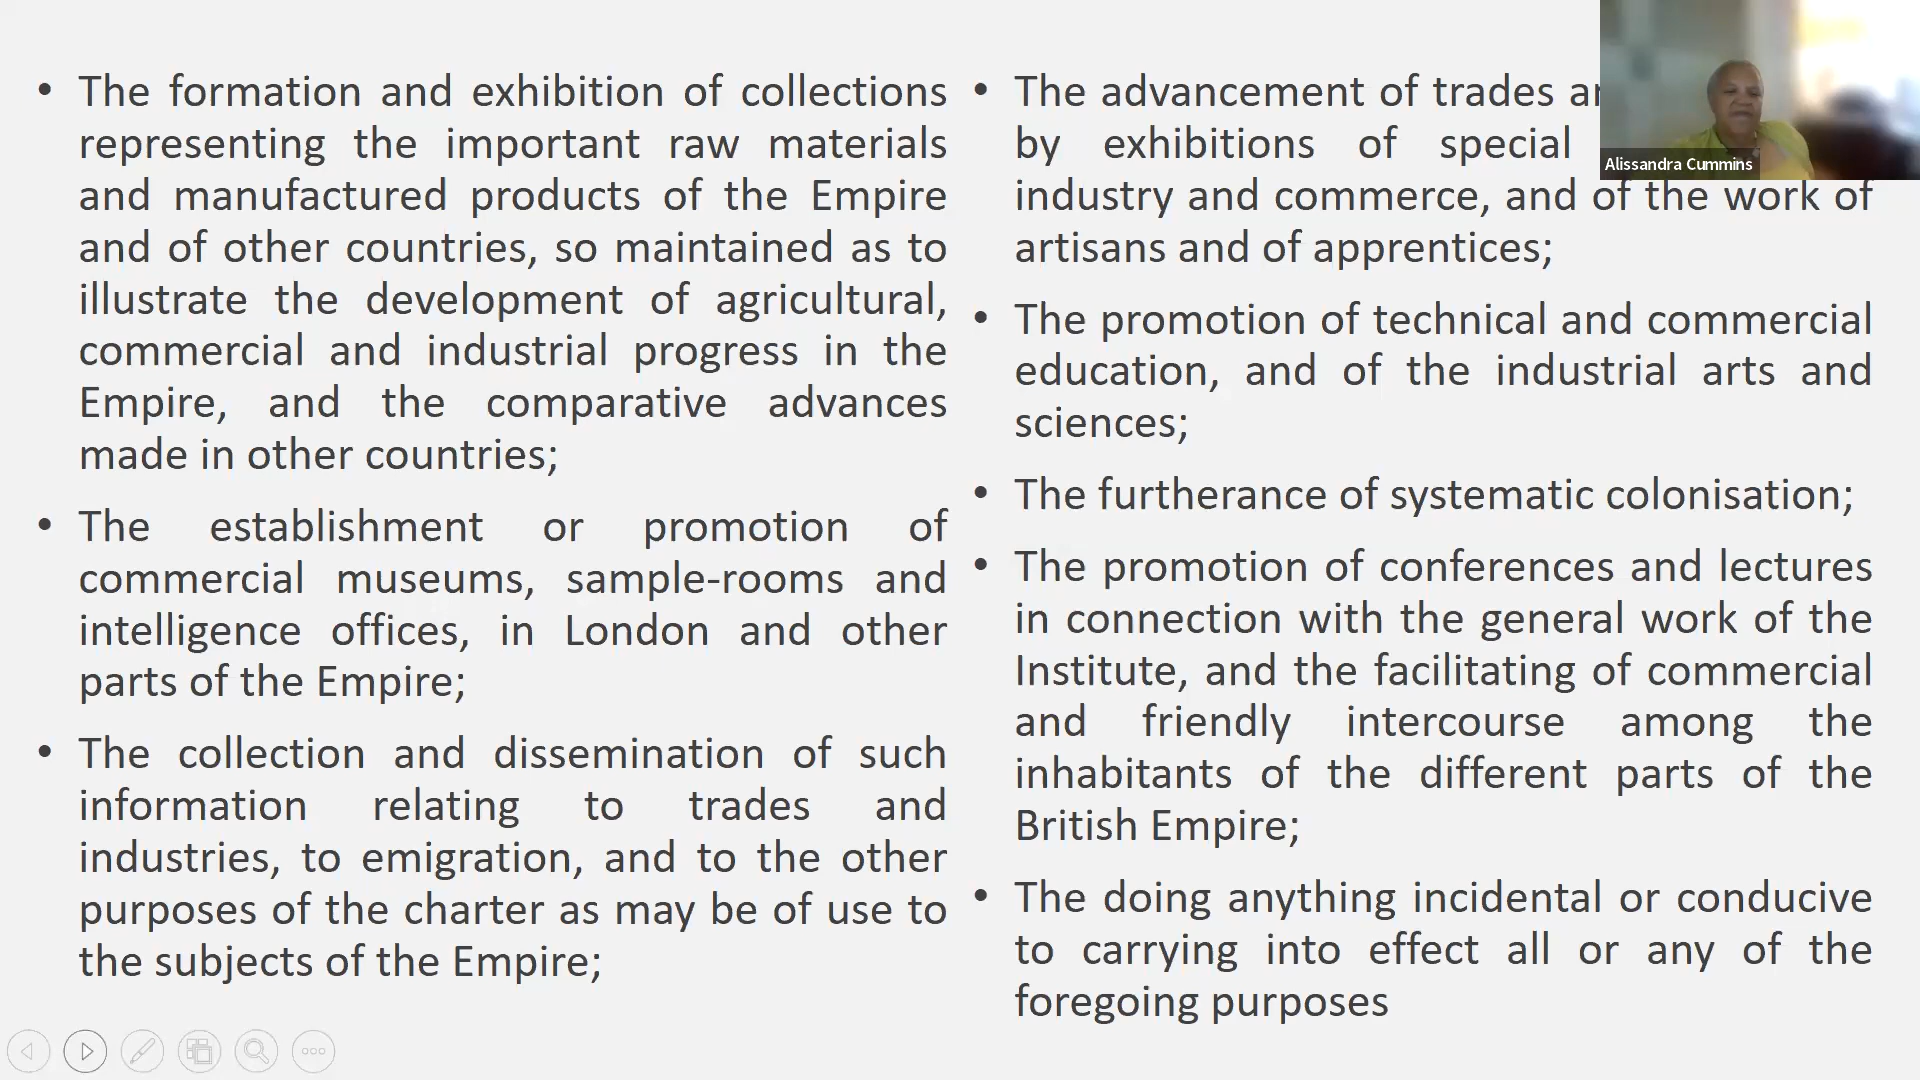 • The formation and exhibition of collections
representing the important raw materials
and manufactured products of the Empire
and of other countries, so maintained as to
illustrate the development of agricultural,
commercial and industrial progress in the
Empire, and the comparative advances
made in other countries;
• The establishment or promotion of
commercial museums, sample-rooms and
intelligence offices, in London and other
parts of the Empire;
• The collection and dissemination of such
information relating to trades and
industries, to emigration, and to the other
purposes of the charter as may be of use to
the subjects of the Empire;
• The advancement of trades
by exhibitions of special
industry and commerce, and of the work of
artisans and of apprentices;
• The promotion of technical and commercial
education, and of the industrial arts and
sciences;
• The furtherance of systematic colonisation;
• The promotion of conferences and lectures
in connection with the general work of the
Institute, and the facilitating of commercial
and friendly intercourse among the
inhabitants of the different parts of the
British Empire;
• The doing anything incidental or conducive
to carrying into effect all or any of the
foregoing purposes
Alissandra Cummins